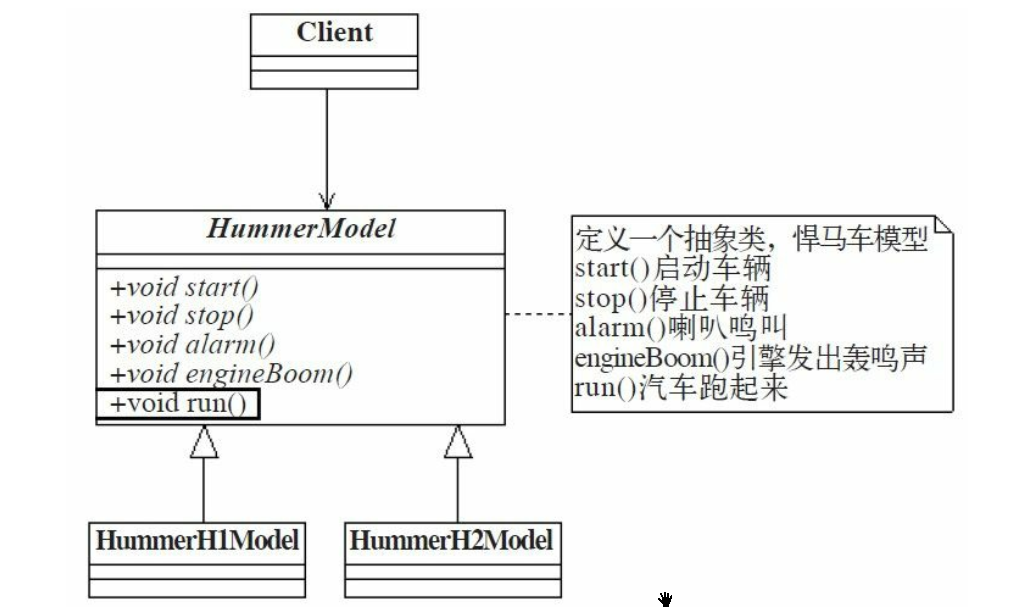 Client
HummerModel
+void start()
+void stop()
+void alarm()
+void engineBoom()
+void run()
定义一个抽象类，悍马车模型
start()启动车辆
stop()停止车辆
alarm()喇叭鸣叫
engineBoom()引擎发出轰鸣声
run()汽车跑起来
HummerH1Model
HummerH2Model